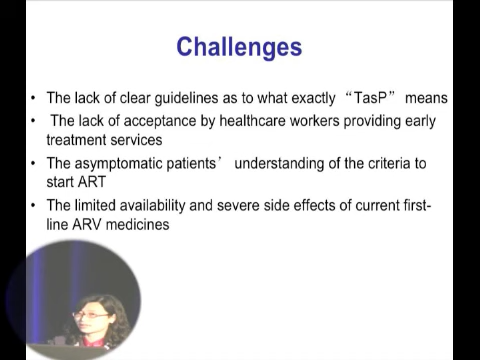 Challenges
• The lack of clear guidelines as to what exactly “TasP” means
• The lack of acceptance by healthcare workers providing early
treatment services
• The asymptomatic patients’ understanding of the criteria to
start ART
• The limited availability and severe side effects of current first-
line ARV medicines